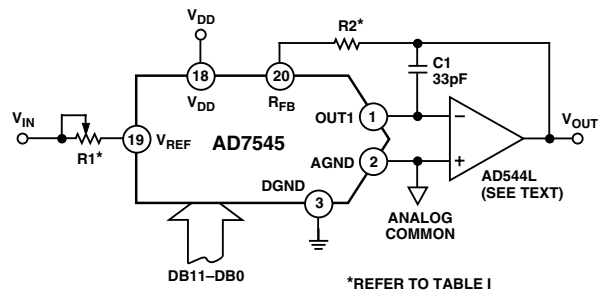 VDD
R2*
C1
33pF
18
20
VDD
RFB
OUT1
1
VIN
R1*
19
VREF
AD7545
AGND
2
VOUT
–
+
AD544L
(SEE TEXT)
DGND
3
ANALOG
COMMON
DB11–DB0
*REFER TO TABLE I